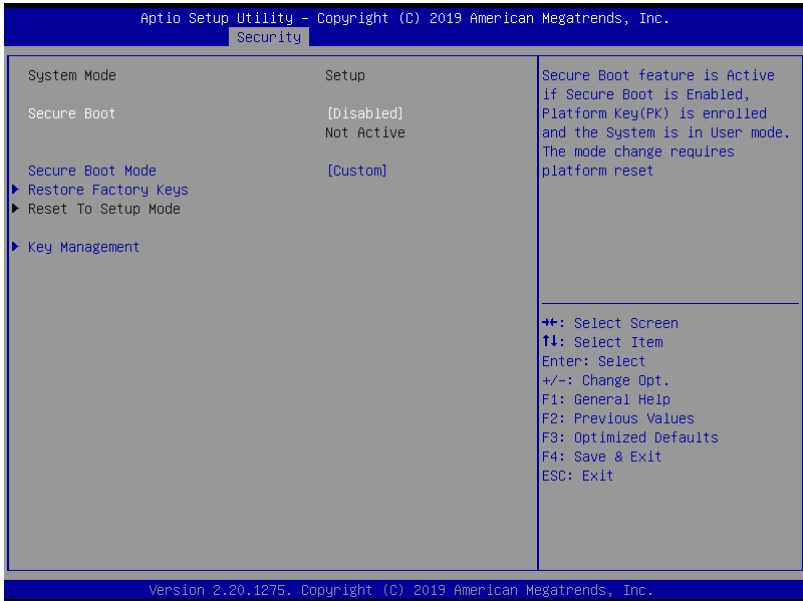 Aptio Setup Utility – Copyright (C) 2019 American Megatrends, Inc.
Security
System Mode Setup
Secure Boot [Disabled]
Not Active
Secure Boot Mode [Custom]
Restore Factory Keys
Reset To Setup Mode
Key Management
Secure Boot feature is Active
if Secure Boot is Enabled,
Platform Key(PK) is enrolled
and the System is in User mode.
The mode change requires
platform reset
→←: Select Screen
↑↓: Select Item
Enter: Select
+/-: Change Opt.
F1: General Help
F2: Previous Values
F3: Optimized Defaults
F4: Save & Exit
ESC: Exit
Version 2.20.1275. Copyright (C) 2019 American Megatrends, Inc.